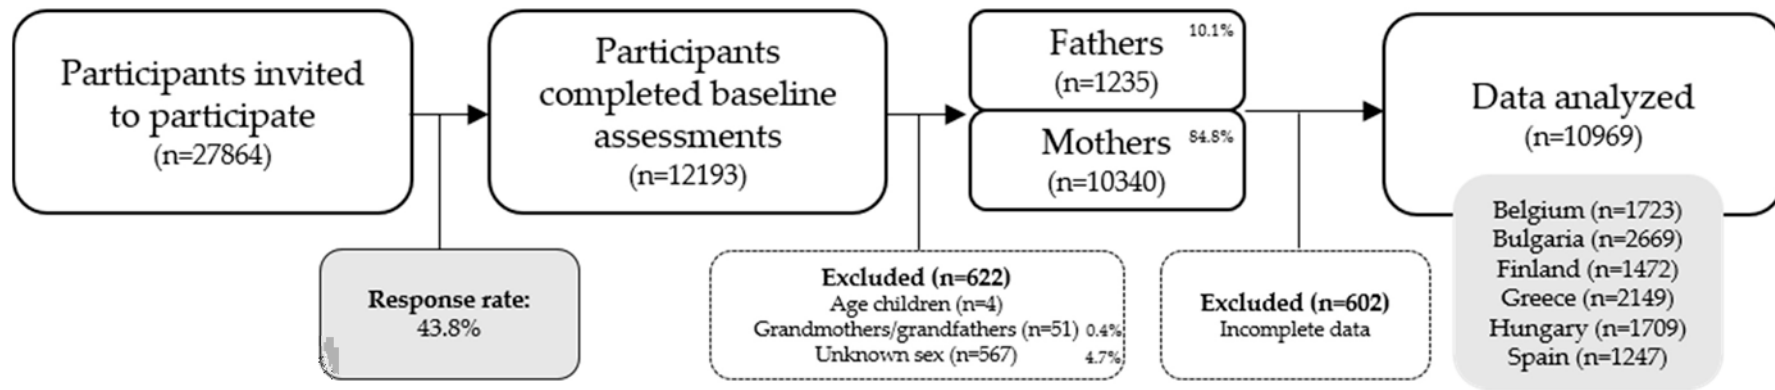 Participants invited
to participate
(n=27864)
Response rate:
43.8%
Participants
completed baseline
assessments
(n=12193)
Excluded (n=622)
Age children (n=4)
Grandmothers/grandfathers (n=51) 0.4%
Unknown sex (n=567) 4.7%
Fathers 10.1%
(n=1235)
Mothers 84.8%
(n=10340)
Excluded (n=602)
Incomplete data
Data analyzed
(n=10969)
Belgium (n=1723)
Bulgaria (n=2669)
Finland (n=1472)
Greece (n=2149)
Hungary (n=1709)
Spain (n=1247)